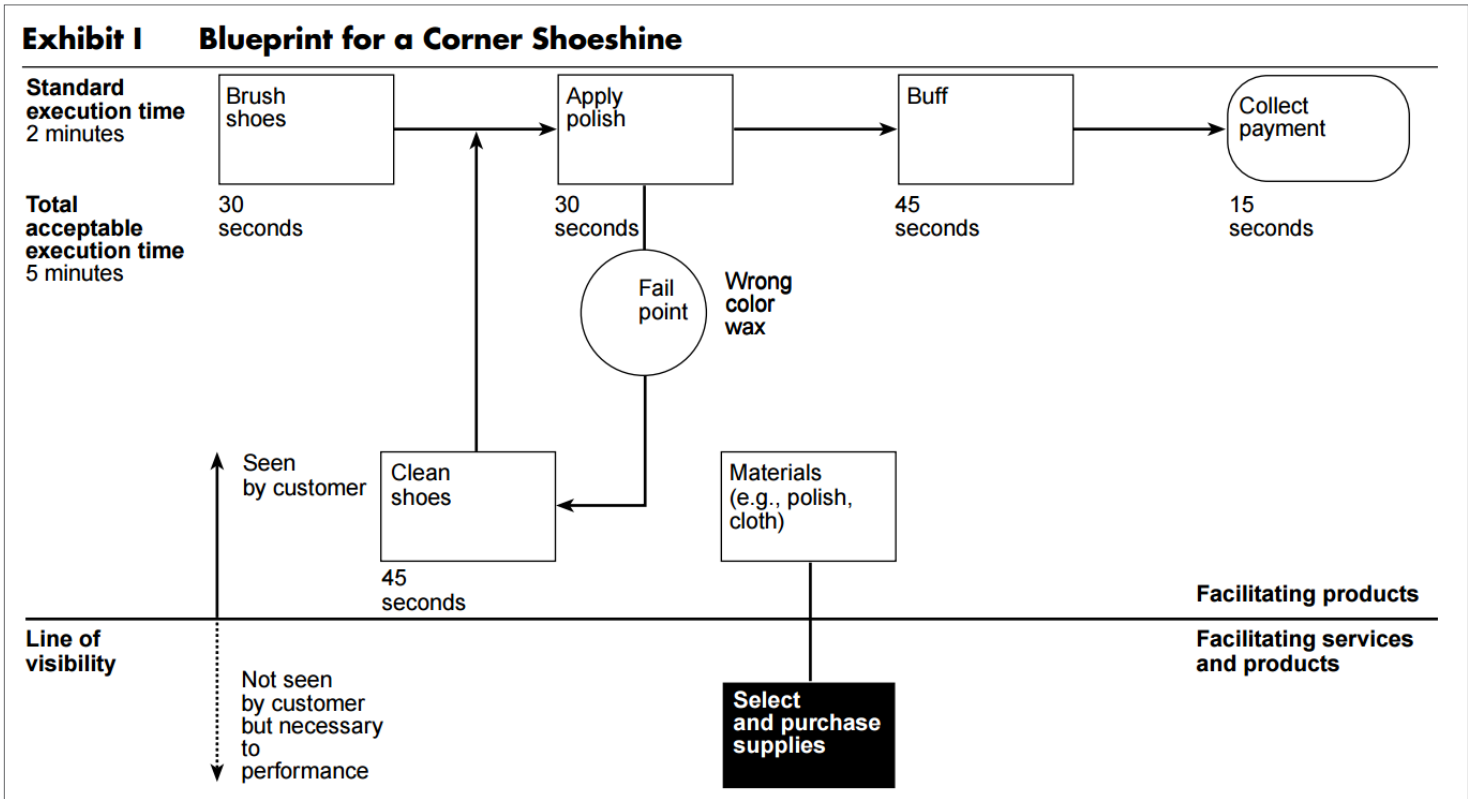 Exhibit I Blueprint for a Corner Shoeshine
Standard
execution time
2 minutes
Total
acceptable
execution time
5 minutes
Brush
shoes
30
seconds
Apply
polish
30
seconds
Buff
45
seconds
Collect
payment
15
seconds
Fail
point
Wrong
color
wax
Seen
by customer
Clean
shoes
45
seconds
Materials
(e.g., polish,
cloth)
Facilitating products
Line of
visibility
Facilitating services
and products
Not seen
by customer
but necessary
to
performance
Select
and purchase
supplies